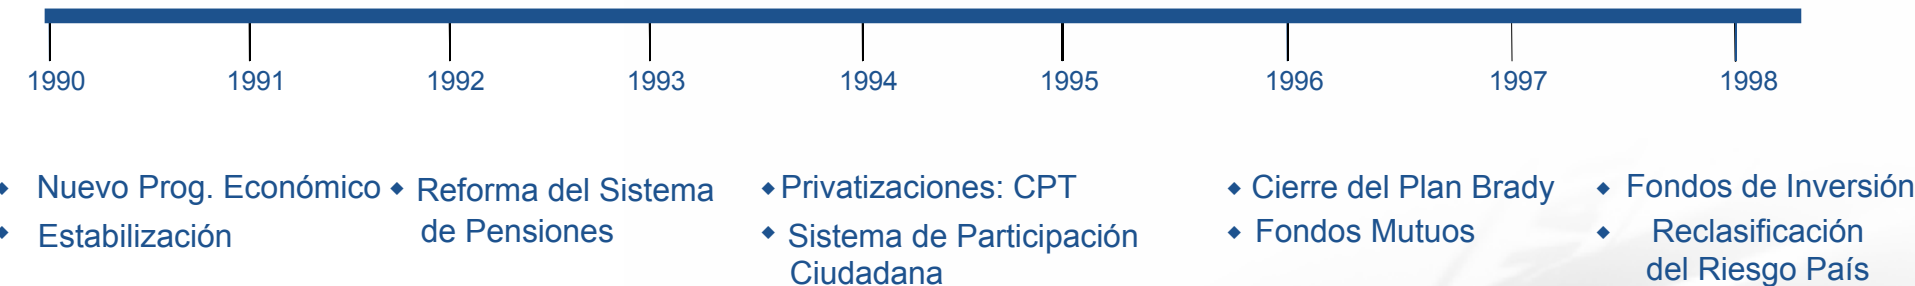 1990 1991 1992 1993 1994 1995 1996 1997 1998
Nuevo Prog. Económico
Estabilización
Reforma del Sistema
de Pensiones
Privatizaciones: CPT
Sistema de Participación
Ciudadana
Cierre del Plan Brady
Fondos Mutuos
Fondos de Inversión
Reclasificación
del Riesgo País